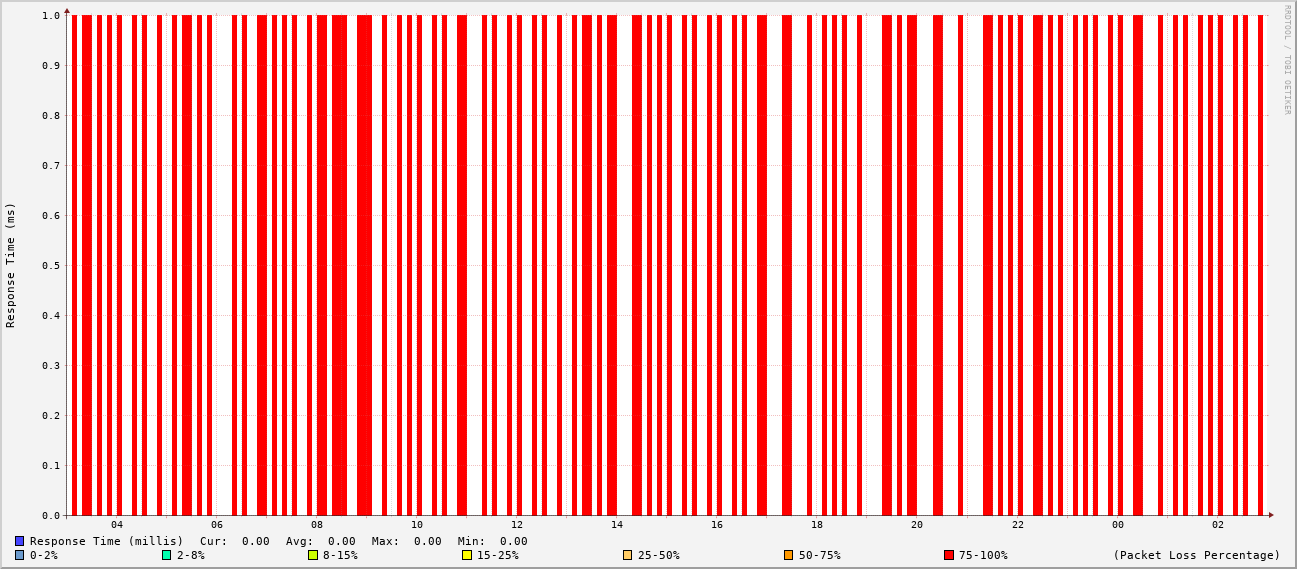 RRDTOOL / TOBI OETIKER
Response Time (ms)
1.0
0.9
0.8
0.7
0.6
0.5
0.4
0.3
0.2
0.1
0.0
04 06 08 10 12 14 16 18 20 22 00 02
Response Time (millis) Cur: 0.00 Avg: 0.00 Max: 0.00 Min: 0.00
0-2% 2-8% 8-15% 15-25% 25-50% 50-75% 75-100% (Packet Loss Percentage)